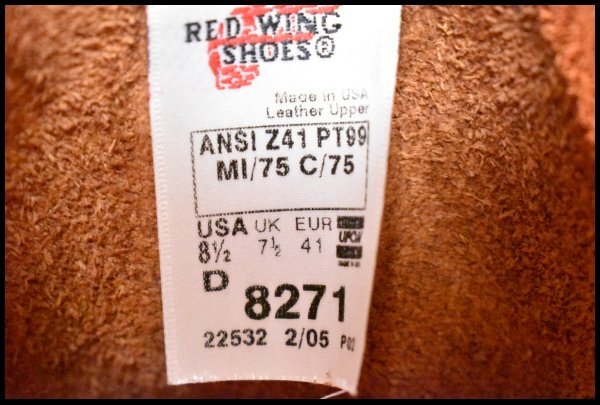 RED WING
SHOES®
Made in USA
Leather Upper
ANSI Z41 PT99
MI/75 C/75
USA UK EUR
8½ 7½ 41
D
8271
22532 2/05 P02